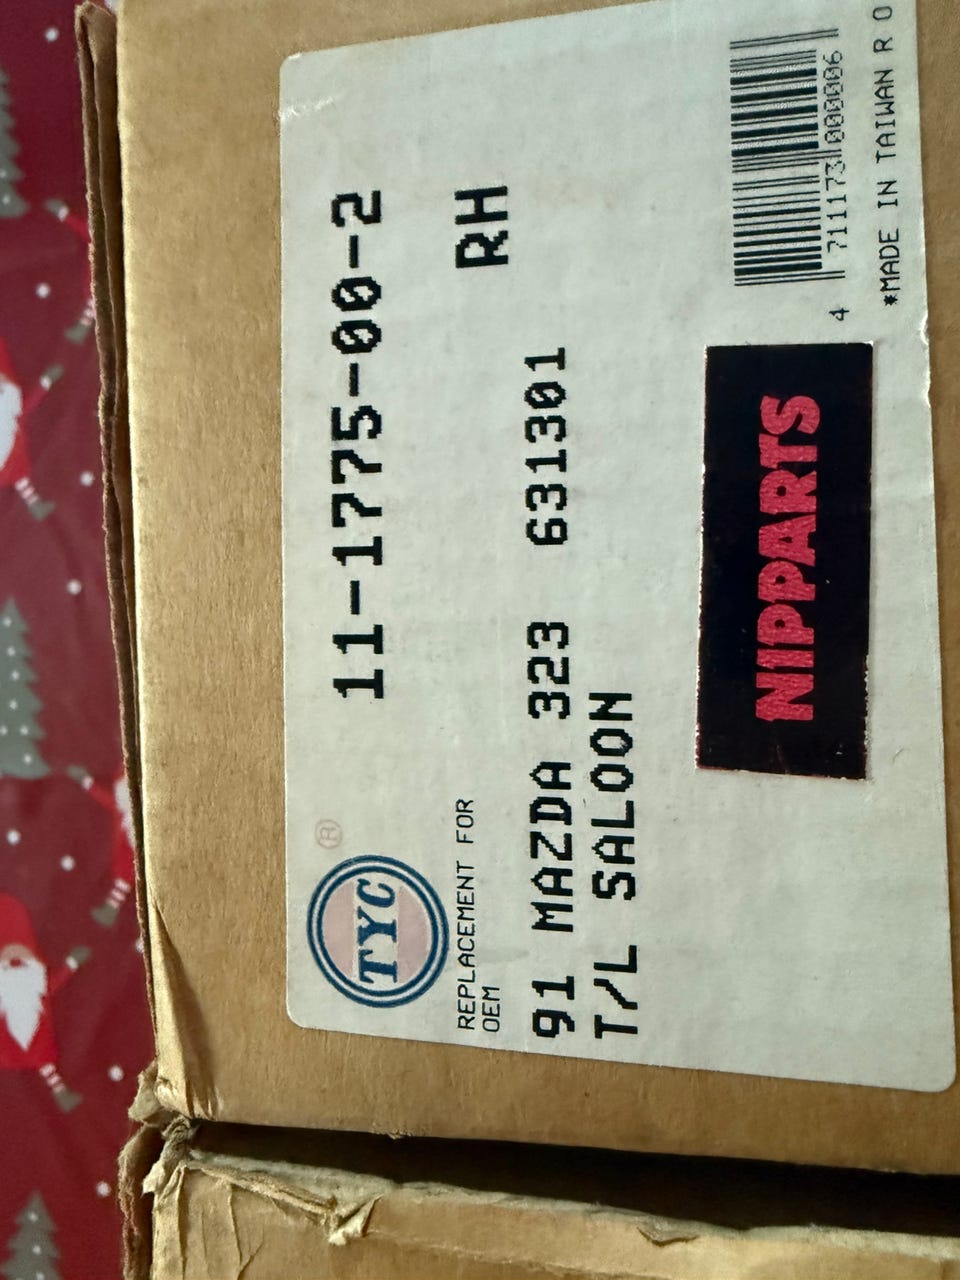 TYC ®
11-1775-00-2
REPLACEMENT FOR
OEM
RH
91 MAZDA 323 631301
T/L SALOON
NIPPARTS
4 711173 000006
*MADE IN TAIWAN R O